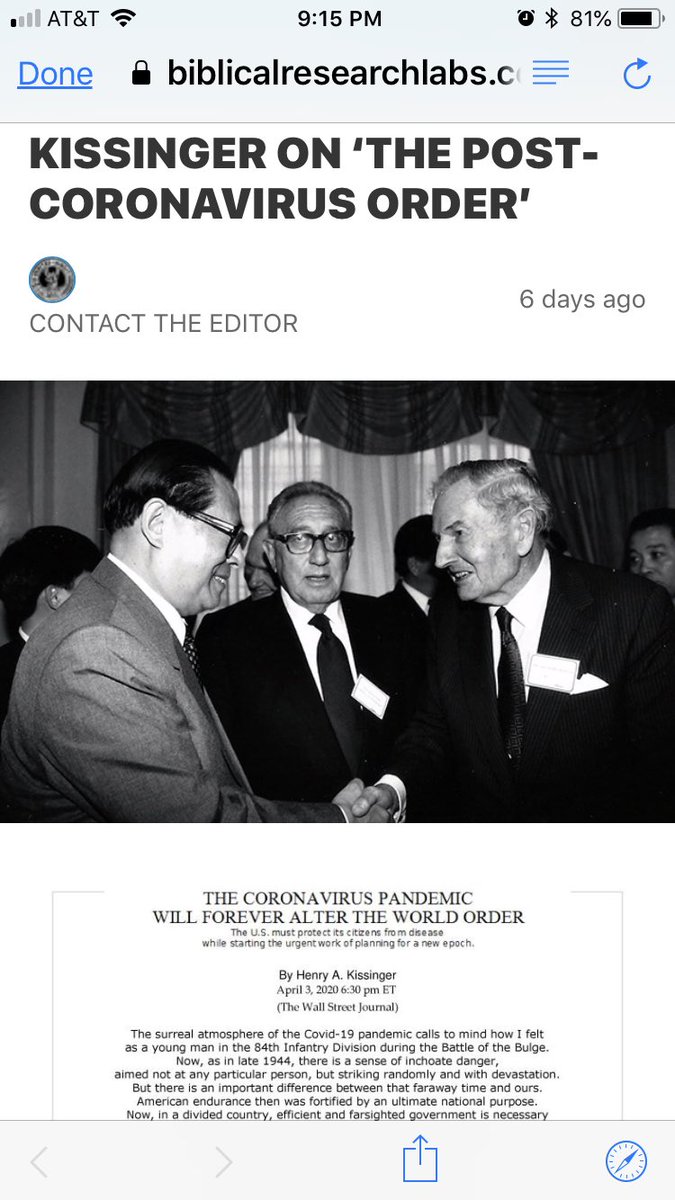 AT&T 9:15 PM 81%
Done biblicalresearchlabs.c
KISSINGER ON ‘THE POST-
CORONAVIRUS ORDER’
6 days ago
CONTACT THE EDITOR
THE CORONAVIRUS PANDEMIC
WILL FOREVER ALTER THE WORLD ORDER
The U.S. must protect its citizens from disease
while starting the urgent work of planning for a new epoch.
By Henry A. Kissinger
April 3, 2020 6:30 pm ET
(The Wall Street Journal)
The surreal atmosphere of the Covid-19 pandemic calls to mind how I felt
as a young man in the 84th Infantry Division during the Battle of the Bulge.
Now, as in late 1944, there is a sense of inchoate danger,
aimed not at any particular person, but striking randomly and with devastation.
But there is an important difference between that faraway time and ours.
American endurance then was fortified by an ultimate national purpose.
Now, in a divided country, efficient and farsighted government is necessary